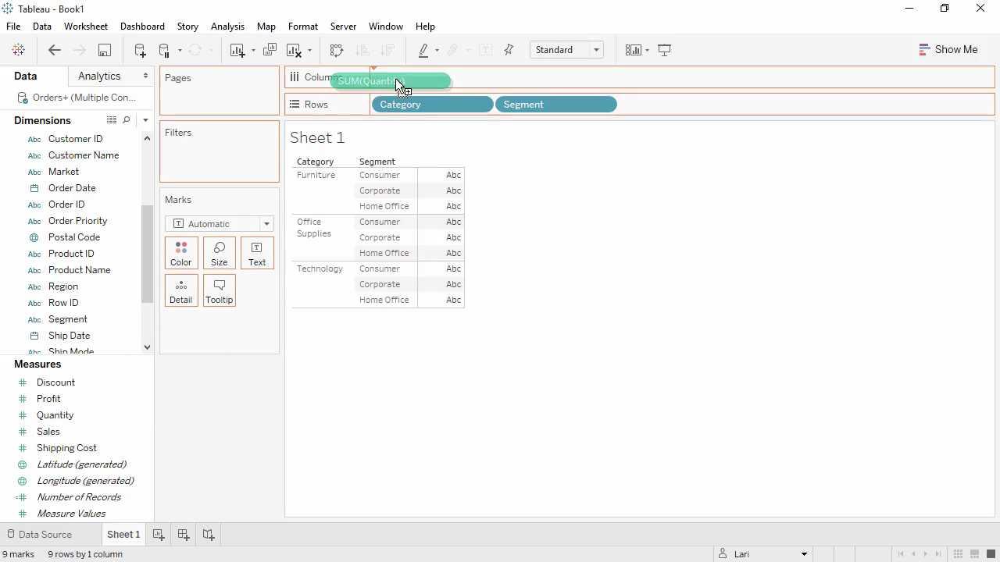 Tableau - Book1
File Data Worksheet Dashboard Story Analysis Map Format Server Window Help
Standard
Show Me
Data Analytics
Orders+ (Multiple Con...
Dimensions
Abc Customer ID
Abc Customer Name
Abc Market
Order Date
Abc Order ID
Abc Order Priority
Postal Code
Abc Product ID
Abc Product Name
Abc Region
Abc Row ID
Abc Segment
Ship Date
Abc Ship Mode
Measures
# Discount
# Profit
# Quantity
# Sales
# Shipping Cost
Latitude (generated)
Longitude (generated)
=# Number of Records
# Measure Values
Pages
Filters
Marks
T Automatic
Color Size Text
Detail Tooltip
Columns
SUM(Quantity)
Rows
Category Segment
Sheet 1
Category Segment
Furniture Consumer Abc
Corporate Abc
Home Office Abc
Office Supplies Consumer Abc
Corporate Abc
Home Office Abc
Technology Consumer Abc
Corporate Abc
Home Office Abc
Data Source Sheet 1
9 marks 9 rows by 1 column Lari